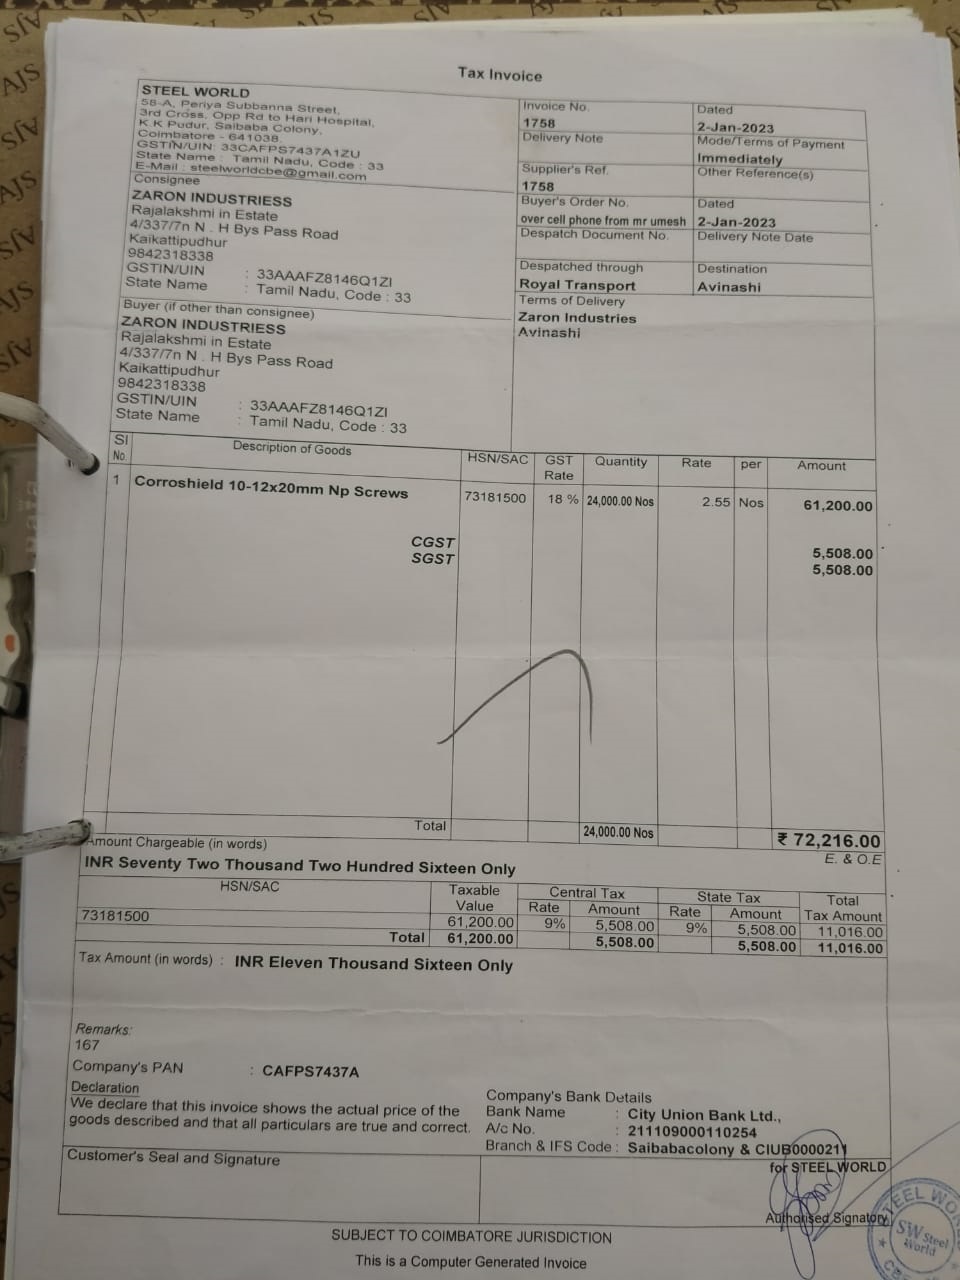 Tax Invoice
STEEL WORLD
58-A, Periya Subbanna Street,
3rd Cross, Opp Rd to Hari Hospital,
K.K Pudur, Saibaba Colony,
Coimbatore - 641038
GSTIN/UIN: 33CAFPS7437A1ZU
State Name : Tamil Nadu, Code : 33
E-Mail : steelworldcbe@gmail.com
Invoice No.
1758
Dated
2-Jan-2023
Delivery Note
Mode/Terms of Payment
Immediately
Supplier's Ref.
1758
Other Reference(s)
Consignee
ZARON INDUSTRIESS
Rajalakshmi in Estate
4/337/7n N . H Bys Pass Road
Kaikattipudhur
9842318338
GSTIN/UIN : 33AAAFZ8146Q1ZI
State Name : Tamil Nadu, Code : 33
Buyer's Order No.
over cell phone from mr umesh
Dated
2-Jan-2023
Despatch Document No.
Delivery Note Date
Despatched through
Royal Transport
Destination
Avinashi
Terms of Delivery
Zaron Industries
Avinashi
Buyer (if other than consignee)
ZARON INDUSTRIESS
Rajalakshmi in Estate
4/337/7n N . H Bys Pass Road
Kaikattipudhur
9842318338
GSTIN/UIN : 33AAAFZ8146Q1ZI
State Name : Tamil Nadu, Code : 33
Sl No. Description of Goods HSN/SAC GST Rate Quantity Rate per Amount
1 Corroshield 10-12x20mm Np Screws 73181500 18 % 24,000.00 Nos 2.55 Nos 61,200.00
CGST 5,508.00
SGST 5,508.00
Total 24,000.00 Nos ₹ 72,216.00
Amount Chargeable (in words) E. & O.E
INR Seventy Two Thousand Two Hundred Sixteen Only
HSN/SAC Taxable Value Central Tax State Tax Total Tax Amount
Rate Amount Rate Amount
73181500 61,200.00 9% 5,508.00 9% 5,508.00 11,016.00
Total 61,200.00 5,508.00 5,508.00 11,016.00
Tax Amount (in words) : INR Eleven Thousand Sixteen Only
Remarks:
167
Company's PAN : CAFPS7437A
Declaration
We declare that this invoice shows the actual price of the
goods described and that all particulars are true and correct.
Company's Bank Details
Bank Name : City Union Bank Ltd.,
A/c No. : 211109000110254
Branch & IFS Code : Saibabacolony & CIUB0000211
Customer's Seal and Signature
for STEEL WORLD
Authorised Signatory
STEEL
SW Steel
World
SUBJECT TO COIMBATORE JURISDICTION
This is a Computer Generated Invoice
AJS
AJS
AJS
AJS